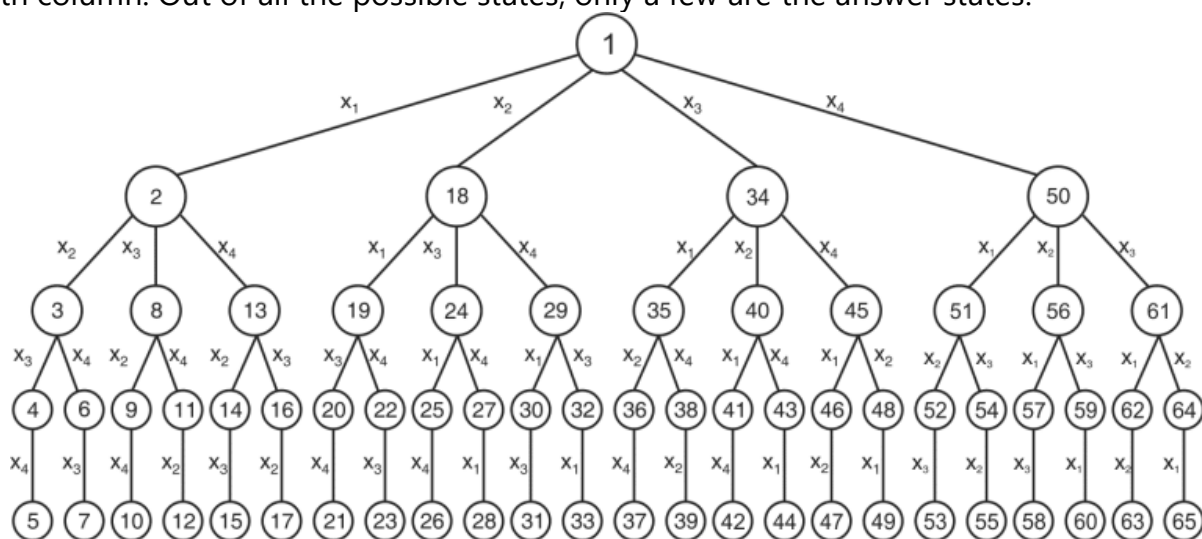 th column. Out of all the possible states, only a few are the answer states.
1
x₁ x₂ x₃ x₄
2 18 34 50
x₂ x₃ x₄ x₁ x₃ x₄ x₁ x₂ x₄ x₁ x₂ x₃
3 8 13 19 24 29 35 40 45 51 56 61
x₃ x₄ x₂ x₄ x₂ x₃ x₃ x₄ x₁ x₄ x₁ x₃ x₂ x₄ x₁ x₄ x₁ x₂ x₂ x₃ x₁ x₃ x₁ x₂
4 6 9 11 14 16 20 22 25 27 30 32 36 38 41 43 46 48 52 54 57 59 62 64
x₄ x₃ x₄ x₂ x₃ x₂ x₄ x₃ x₄ x₁ x₃ x₁ x₄ x₂ x₄ x₁ x₂ x₁ x₃ x₂ x₃ x₁ x₂ x₁
5 7 10 12 15 17 21 23 26 28 31 33 37 39 42 44 47 49 53 55 58 60 63 65